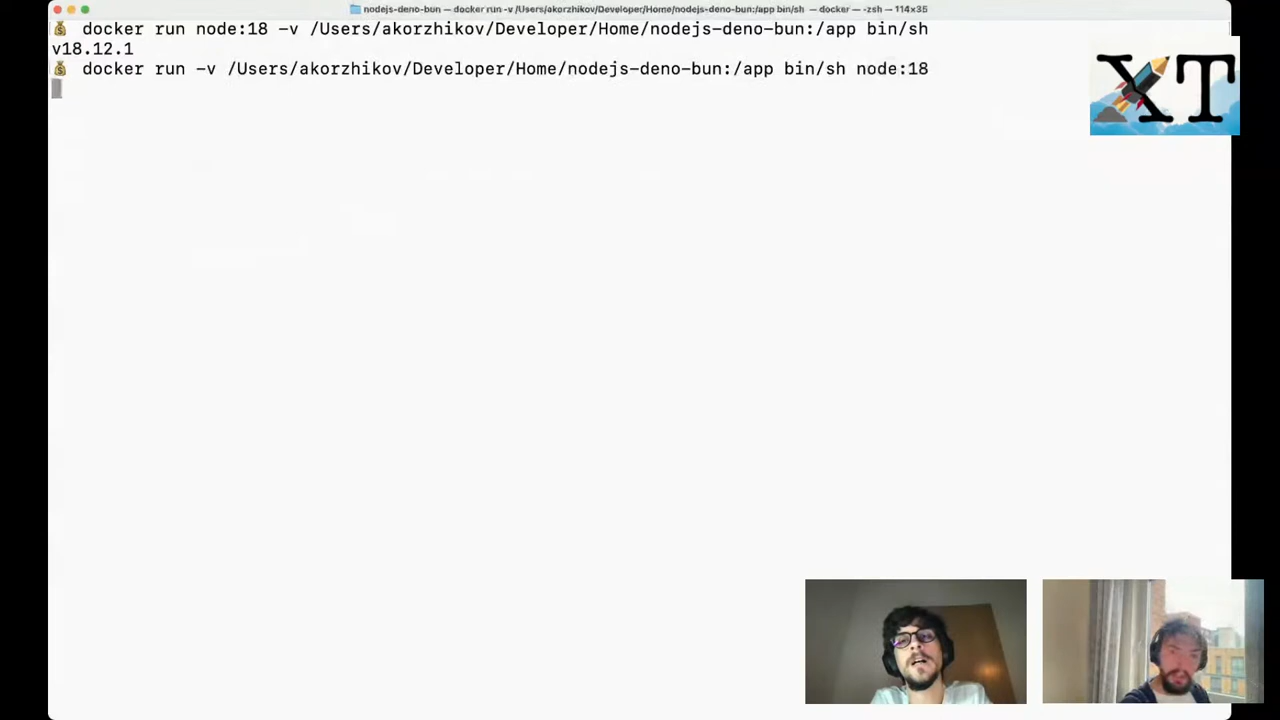 nodejs-deno-bun — docker run -v /Users/akorzhikov/Developer/Home/nodejs-deno-bun:/app bin/sh — docker — -zsh — 114×35
docker run node:18 -v /Users/akorzhikov/Developer/Home/nodejs-deno-bun:/app bin/sh
v18.12.1
docker run -v /Users/akorzhikov/Developer/Home/nodejs-deno-bun:/app bin/sh node:18
XT